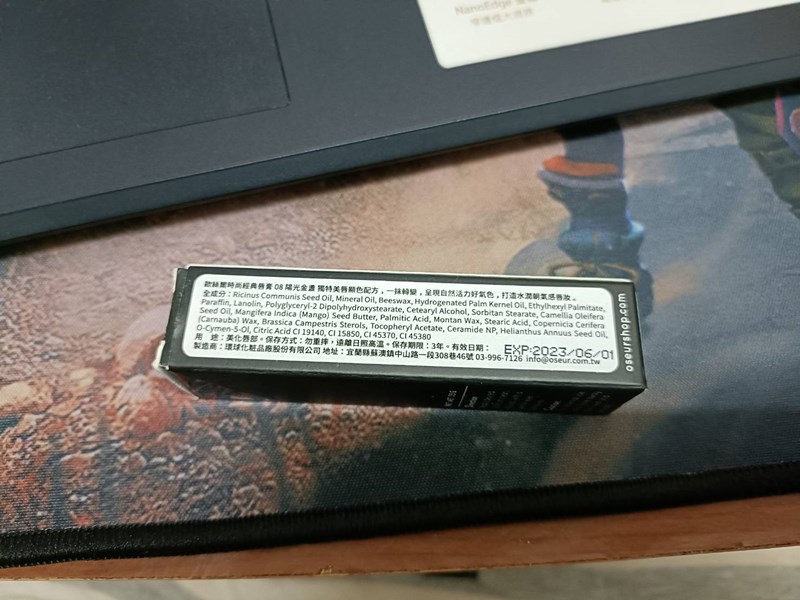 NanoEdge
歐絲爾時尚經典唇膏 08 陽光金盞 獨特美唇顯色配方，一抹轉變，呈現自然活力好氣色，打造水潤朝氣感唇妝。
全成分：Ricinus Communis Seed Oil, Mineral Oil, Beeswax, Hydrogenated Palm Kernel Oil, Ethylhexyl Palmitate,
Paraffin, Lanolin, Polyglyceryl-2 Dipolyhydroxystearate, Cetearyl Alcohol, Sorbitan Stearate, Camellia Oleifera
Seed Oil, Mangifera Indica (Mango) Seed Butter, Palmitic Acid, Montan Wax, Stearic Acid, Copernicia Cerifera
(Carnauba) Wax, Brassica Campestris Sterols, Tocopheryl Acetate, Ceramide NP, Helianthus Annuus Seed Oil,
O-Cymen-5-Ol, Citric Acid CI 19140, CI 15850, CI 45370, CI 45380
用　途：美化唇部。保存方式：勿重摔，遠離日照高溫。保存期限：3年。有效日期： EXP:2023/06/01
製造商：環球化粧品廠股份有限公司 地址：宜蘭縣蘇澳鎮中山路一段308巷46號 03-996-7126 info@oseur.com.tw
oseurshop.com